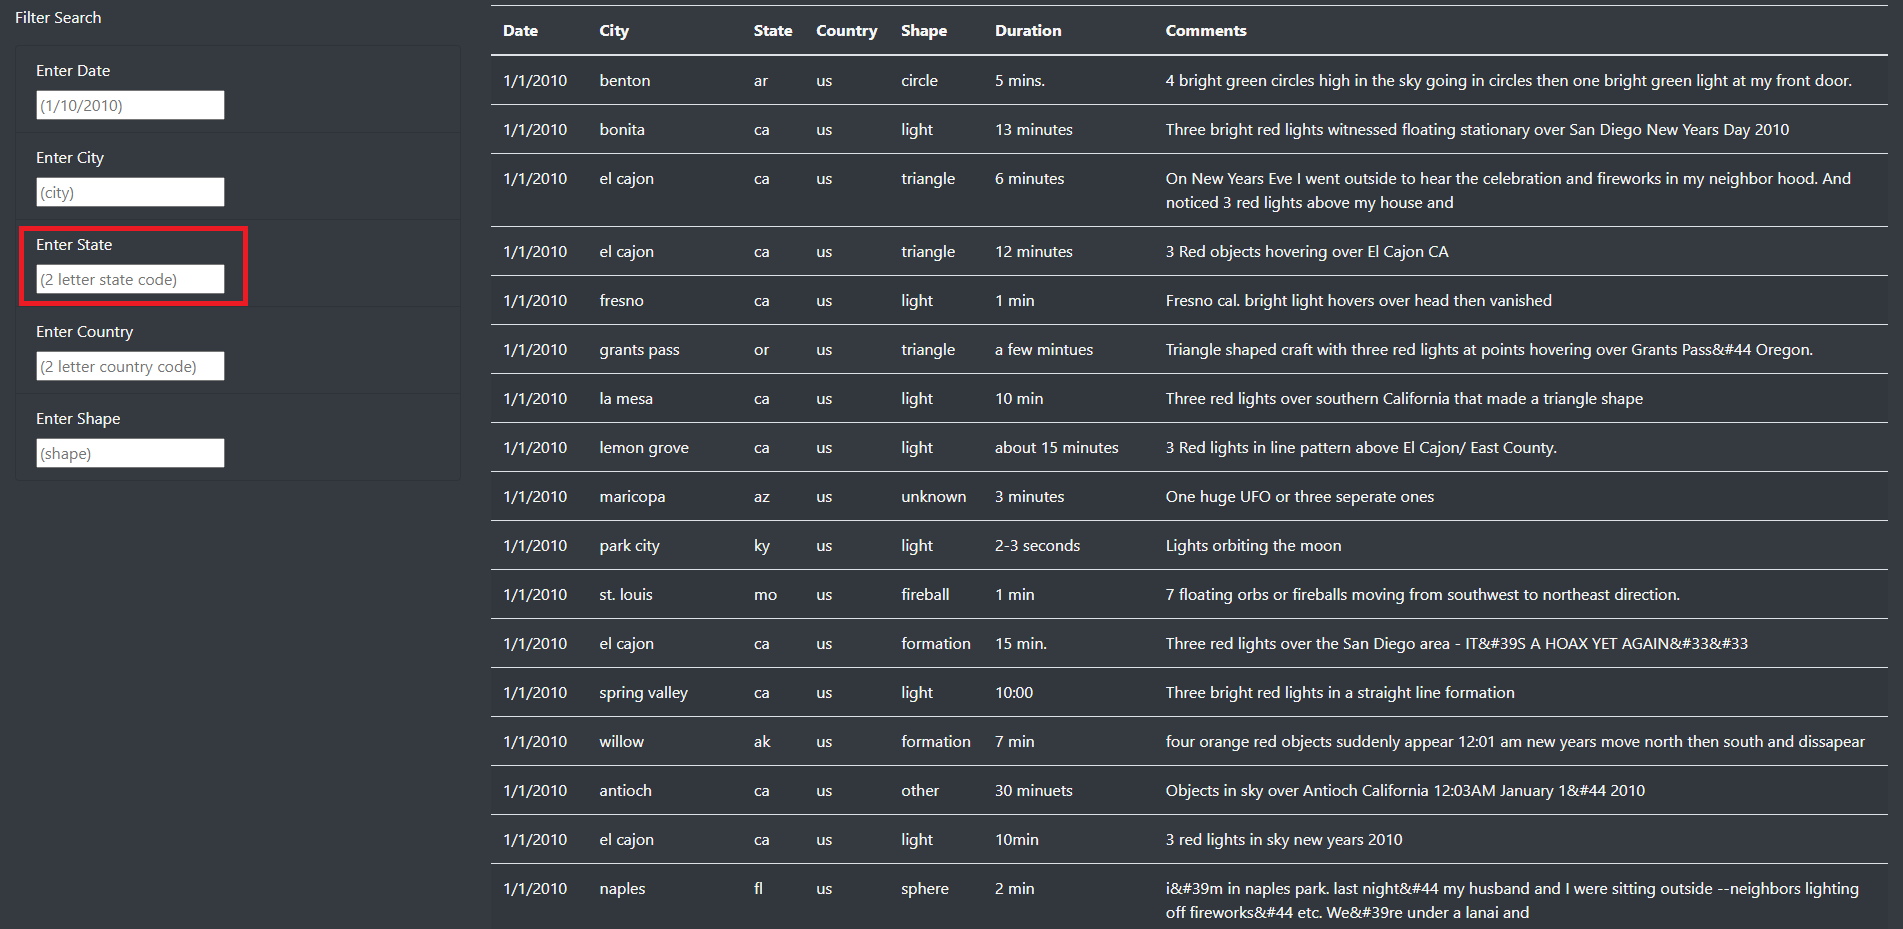 Filter Search
Enter Date
(1/10/2010)
Enter City
(city)
Enter State
(2 letter state code)
Enter Country
(2 letter country code)
Enter Shape
(shape)
Date City State Country Shape Duration Comments
1/1/2010 benton ar us circle 5 mins. 4 bright green circles high in the sky going in circles then one bright green light at my front door.
1/1/2010 bonita ca us light 13 minutes Three bright red lights witnessed floating stationary over San Diego New Years Day 2010
1/1/2010 el cajon ca us triangle 6 minutes On New Years Eve I went outside to hear the celebration and fireworks in my neighbor hood. And
noticed 3 red lights above my house and
1/1/2010 el cajon ca us triangle 12 minutes 3 Red objects hovering over El Cajon CA
1/1/2010 fresno ca us light 1 min Fresno cal. bright light hovers over head then vanished
1/1/2010 grants pass or us triangle a few mintues Triangle shaped craft with three red lights at points hovering over Grants Pass&#44 Oregon.
1/1/2010 la mesa ca us light 10 min Three red lights over southern California that made a triangle shape
1/1/2010 lemon grove ca us light about 15 minutes 3 Red lights in line pattern above El Cajon/ East County.
1/1/2010 maricopa az us unknown 3 minutes One huge UFO or three seperate ones
1/1/2010 park city ky us light 2-3 seconds Lights orbiting the moon
1/1/2010 st. louis mo us fireball 1 min 7 floating orbs or fireballs moving from southwest to northeast direction.
1/1/2010 el cajon ca us formation 15 min. Three red lights over the San Diego area - IT&#39S A HOAX YET AGAIN&#33&#33
1/1/2010 spring valley ca us light 10:00 Three bright red lights in a straight line formation
1/1/2010 willow ak us formation 7 min four orange red objects suddenly appear 12:01 am new years move north then south and dissapear
1/1/2010 antioch ca us other 30 minuets Objects in sky over Antioch California 12:03AM January 1&#44 2010
1/1/2010 el cajon ca us light 10min 3 red lights in sky new years 2010
1/1/2010 naples fl us sphere 2 min i&#39m in naples park. last night&#44 my husband and I were sitting outside --neighbors lighting
off fireworks&#44 etc. We&#39re under a lanai and